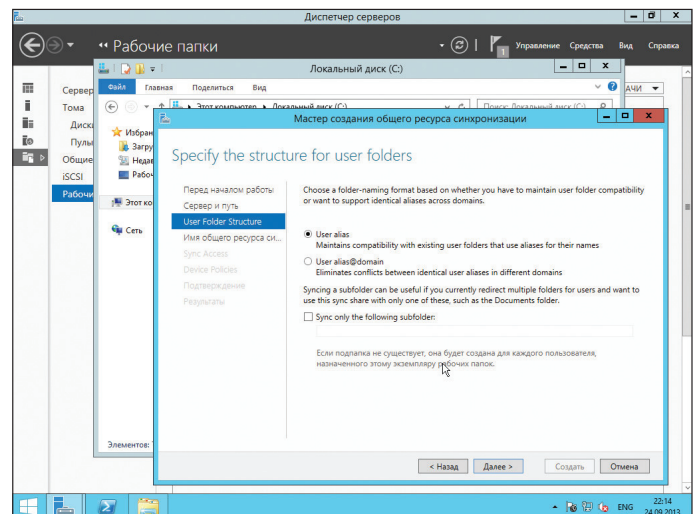 Диспетчер серверов
Рабочие папки
1
Управление Средства Вид Справка
Локальный диск (C:)
Файл Главная Поделиться Вид
АЧИ
Этот компьютер Локальный диск (C:)
Поиск: Локальный диск (C:)
Сервер
Тома
Диски
Пулы
Общие
iSCSI
Рабочи
Избран
Загру
Недав
Рабоч
Этот ко
Сеть
Элементов:
Мастер создания общего ресурса синхронизации
Specify the structure for user folders
Перед началом работы
Сервер и путь
User Folder Structure
Имя общего ресурса си...
Sync Access
Device Policies
Подтверждение
Результаты
Choose a folder-naming format based on whether you have to maintain user folder compatibility
or want to support identical aliases across domains.
User alias
Maintains compatibility with existing user folders that use aliases for their names
User alias@domain
Eliminates conflicts between identical user aliases in different domains
Syncing a subfolder can be useful if you currently redirect multiple folders for users and want to
use this sync share with only one of these, such as the Documents folder.
Sync only the following subfolder:
Если подпапка не существует, она будет создана для каждого пользователя,
назначенного этому экземпляру рабочих папок.
< Назад Далее > Создать Отмена
ENG
22:14
24.09.2013